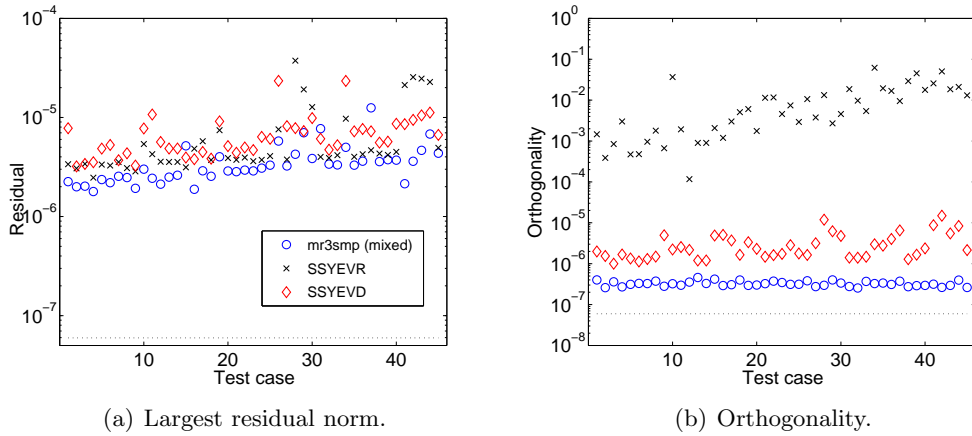 10⁻⁴
10⁻⁵
10⁻⁶
10⁻⁷
Residual
mr3smp (mixed)
SSYEVR
SSYEVD
10 20 30 40
Test case
(a) Largest residual norm.
10⁰
10⁻¹
10⁻²
10⁻³
10⁻⁴
10⁻⁵
10⁻⁶
10⁻⁷
10⁻⁸
Orthogonality
10 20 30 40
Test case
(b) Orthogonality.